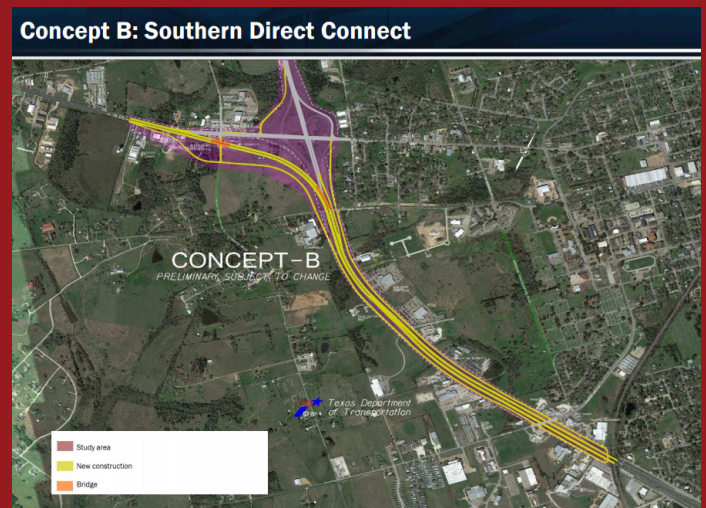 Concept B: Southern Direct Connect
CONCEPT-B
PRELIMINARY, SUBJECT TO CHANGE
Texas Department
of Transportation
Study area
New construction
Bridge